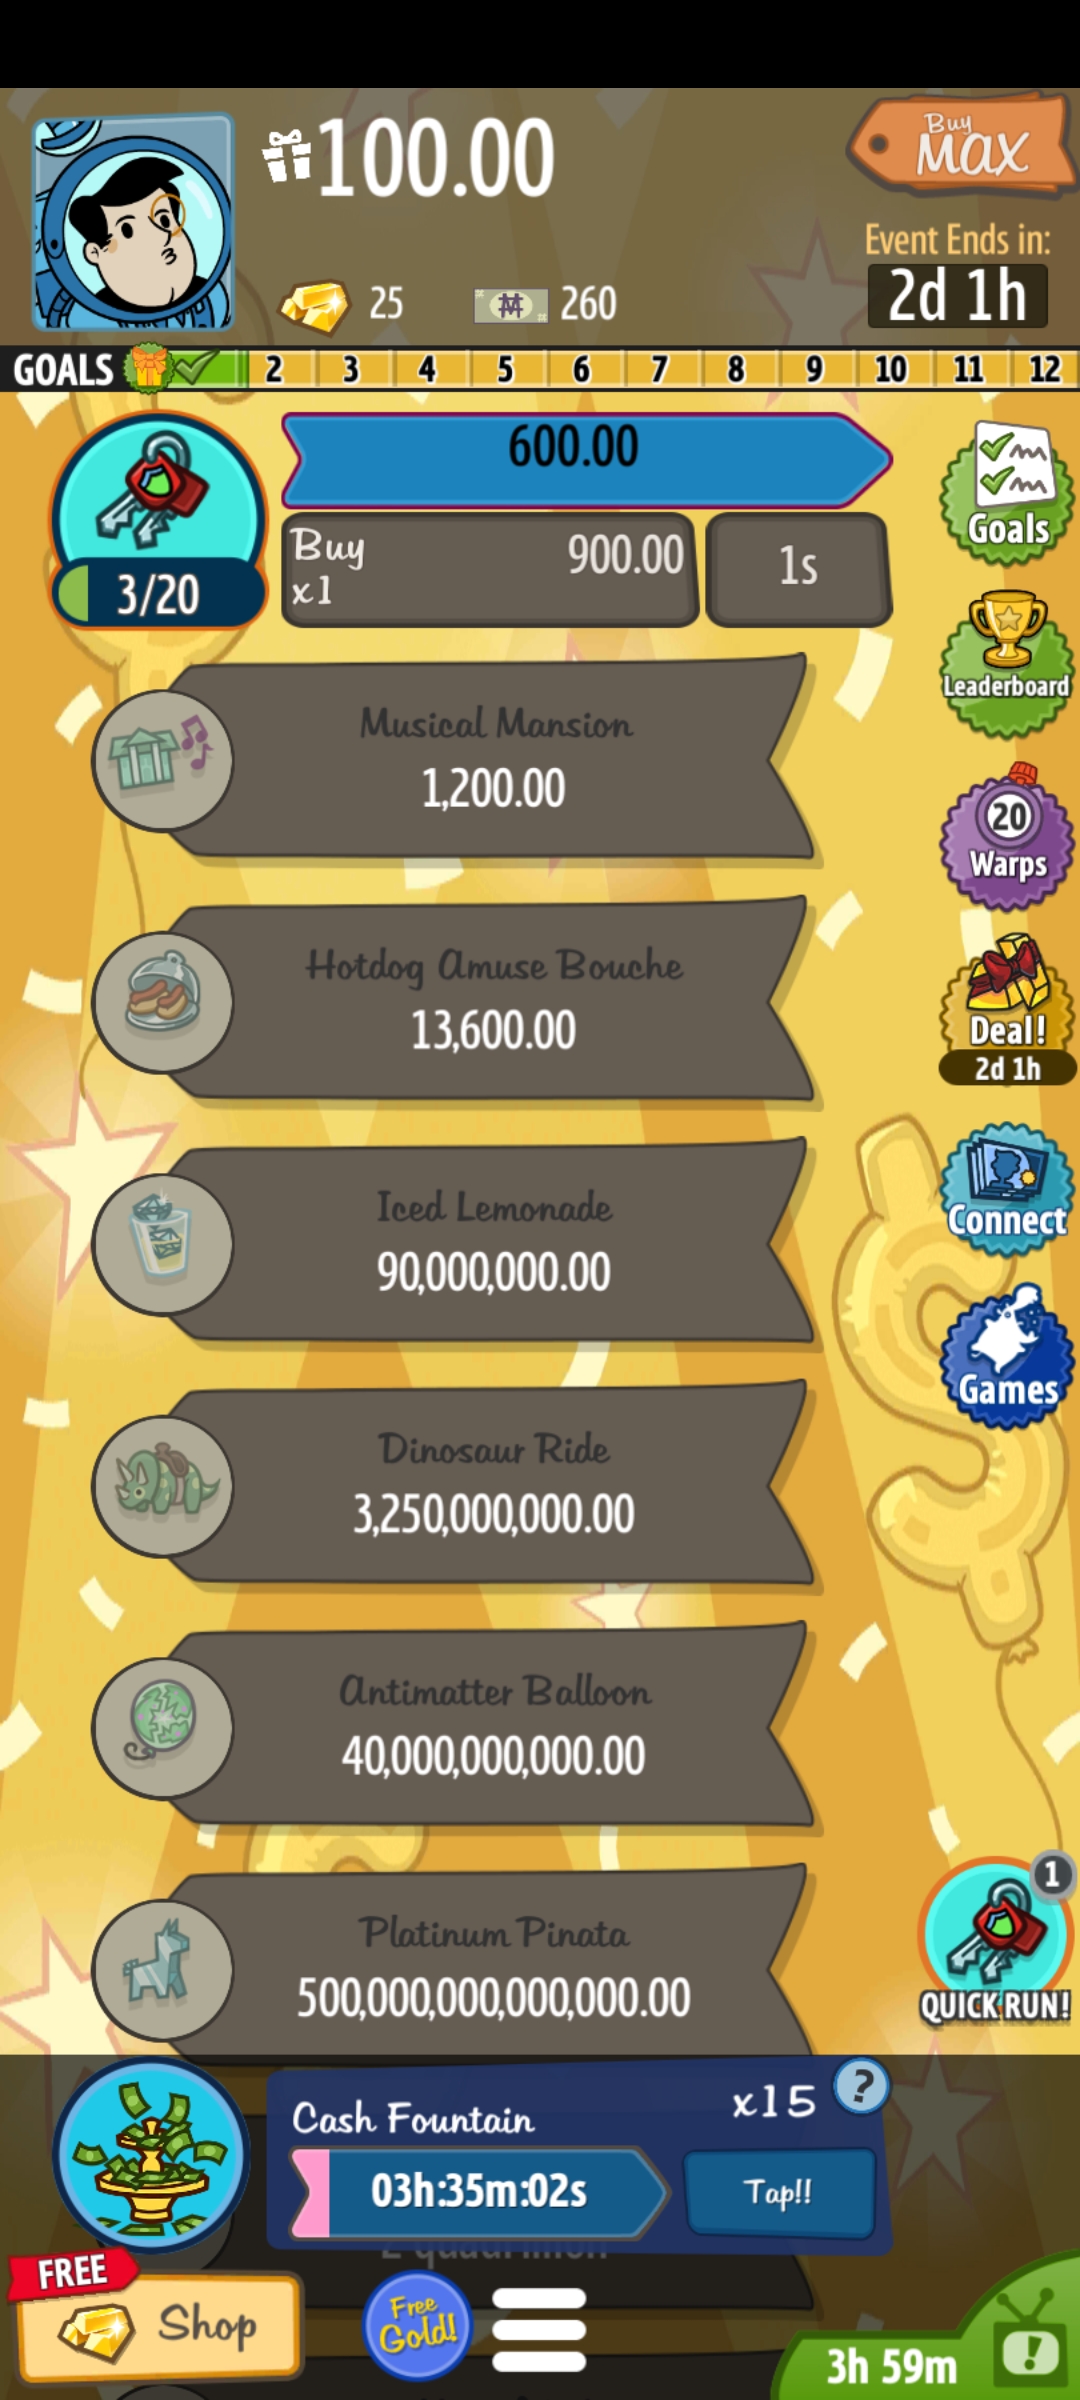 100.00
Buy
MAX
25
260
Event Ends in:
2d 1h
GOALS 2 3 4 5 6 7 8 9 10 11 12
600.00
Buy
x1
900.00
1s
3/20
Goals
Leaderboard
Musical Mansion
1,200.00
20
Warps
Hotdog Amuse Bouche
13,600.00
Deal!
2d 1h
Iced Lemonade
90,000,000.00
Connect
Games
Dinosaur Ride
3,250,000,000.00
Antimatter Balloon
40,000,000,000.00
Platinum Pinata
500,000,000,000,000.00
1
QUICK RUN!
Cash Fountain
x15
?
03h:35m:02s
Tap!!
FREE
Shop
Free
Gold!
3h 59m
!